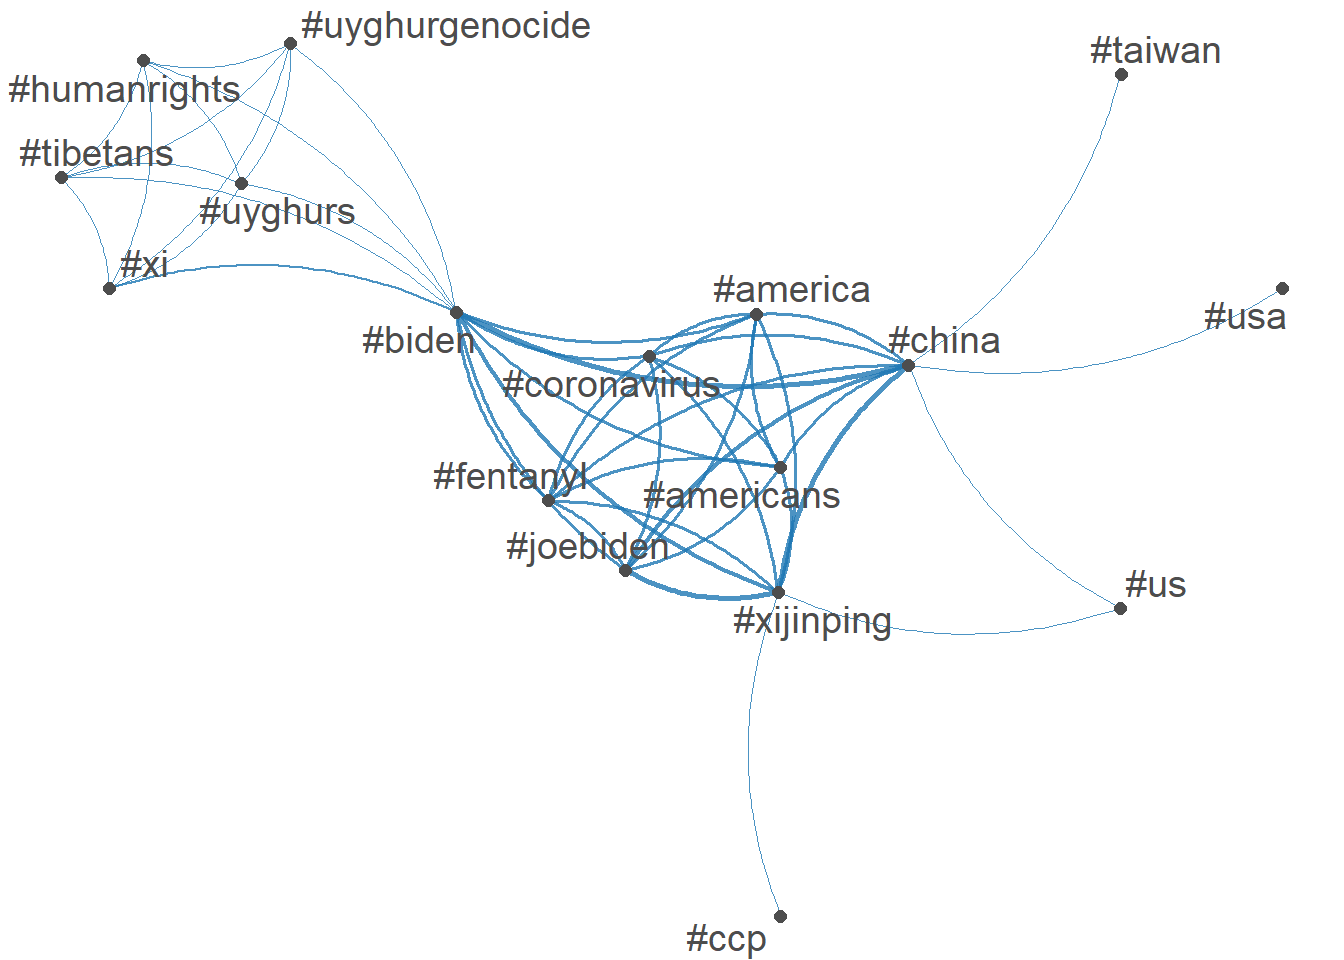 #uyghurgenocide
#taiwan
#humanrights
#tibetans
#uyghurs
#xi
#america
#usa
#biden
#china
#coronavirus
#fentanyl
#americans
#joebiden
#us
#xijinping
#ccp